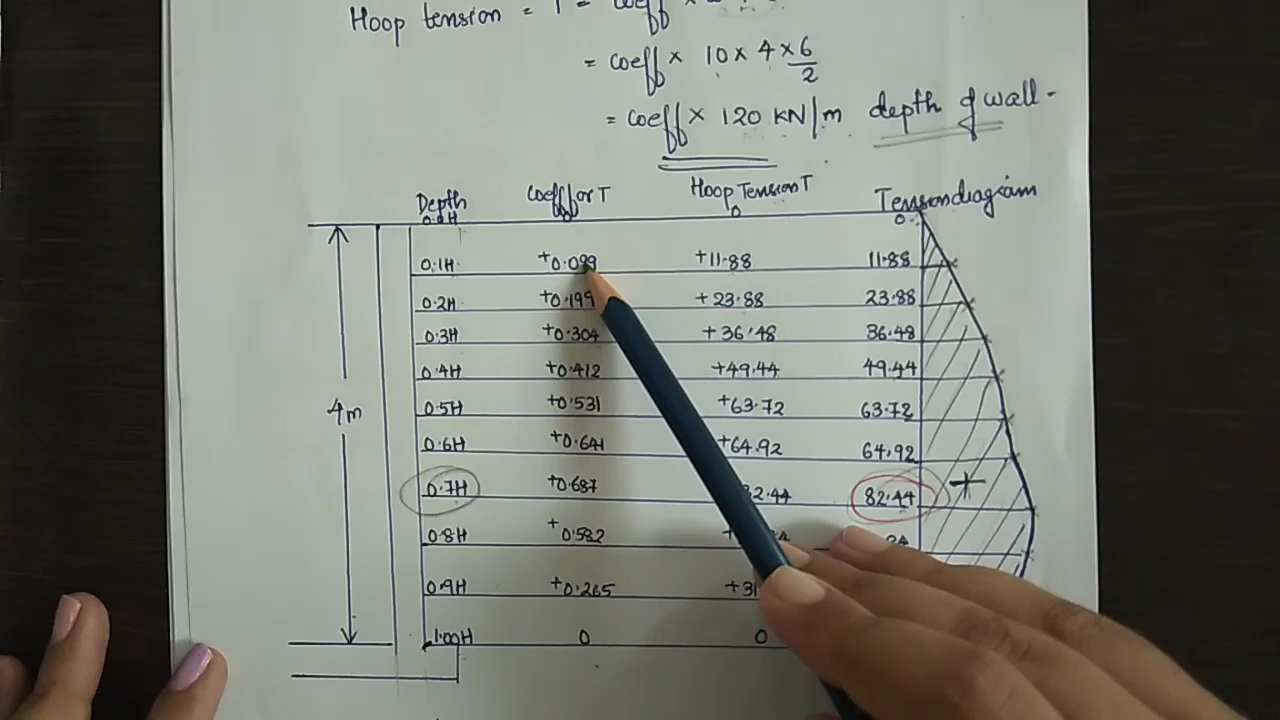 Hoop tension = T = coeff ×
= coeff × 10 × 4 × 6/2
= coeff × 120 KN/m depth of wall -
Depth Coeff for T Hoop Tension T Tension diagram
0.0H 0 0 0
0.1H +0.099 +11.88 11.88
0.2H +0.199 +23.88 23.88
0.3H +0.304 +36.48 36.48
0.4H +0.412 +49.44 49.44
4m
0.5H +0.531 +63.72 63.72
0.6H +0.641 +64.92 64.92
0.7H +0.687 82.44 82.44 +
0.8H +0.582 +
0.9H +0.265 +31
1.00H 0 0